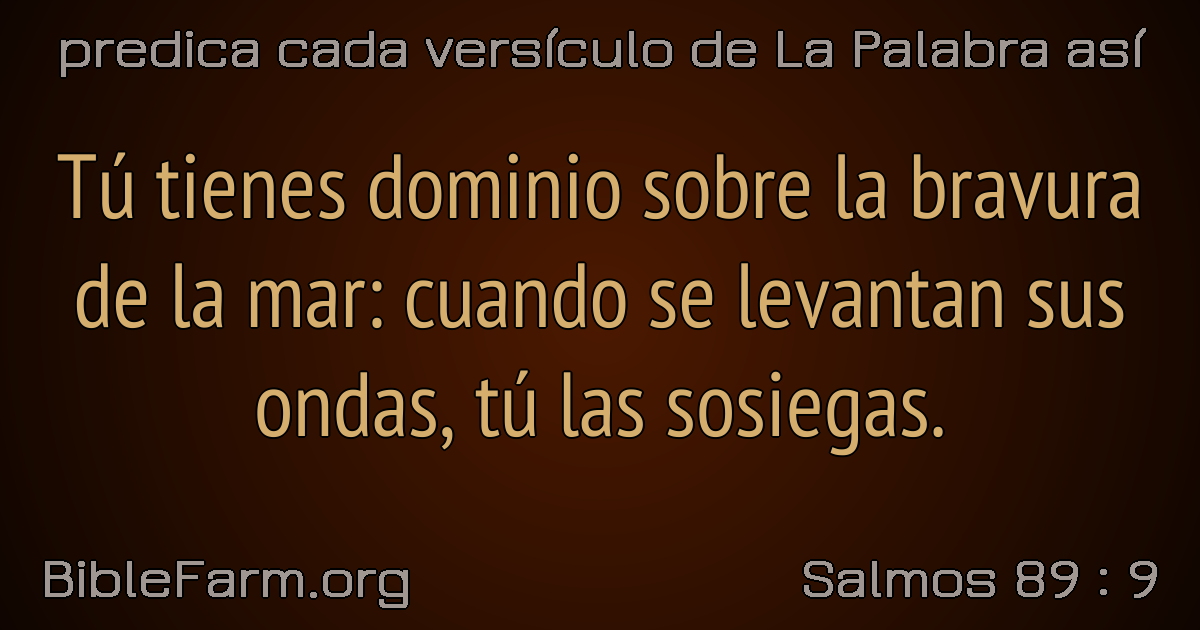 predica cada versículo de La Palabra así
Tú tienes dominio sobre la bravura
de la mar: cuando se levantan sus
ondas, tú las sosiegas.
BibleFarm.org
Salmos 89 : 9